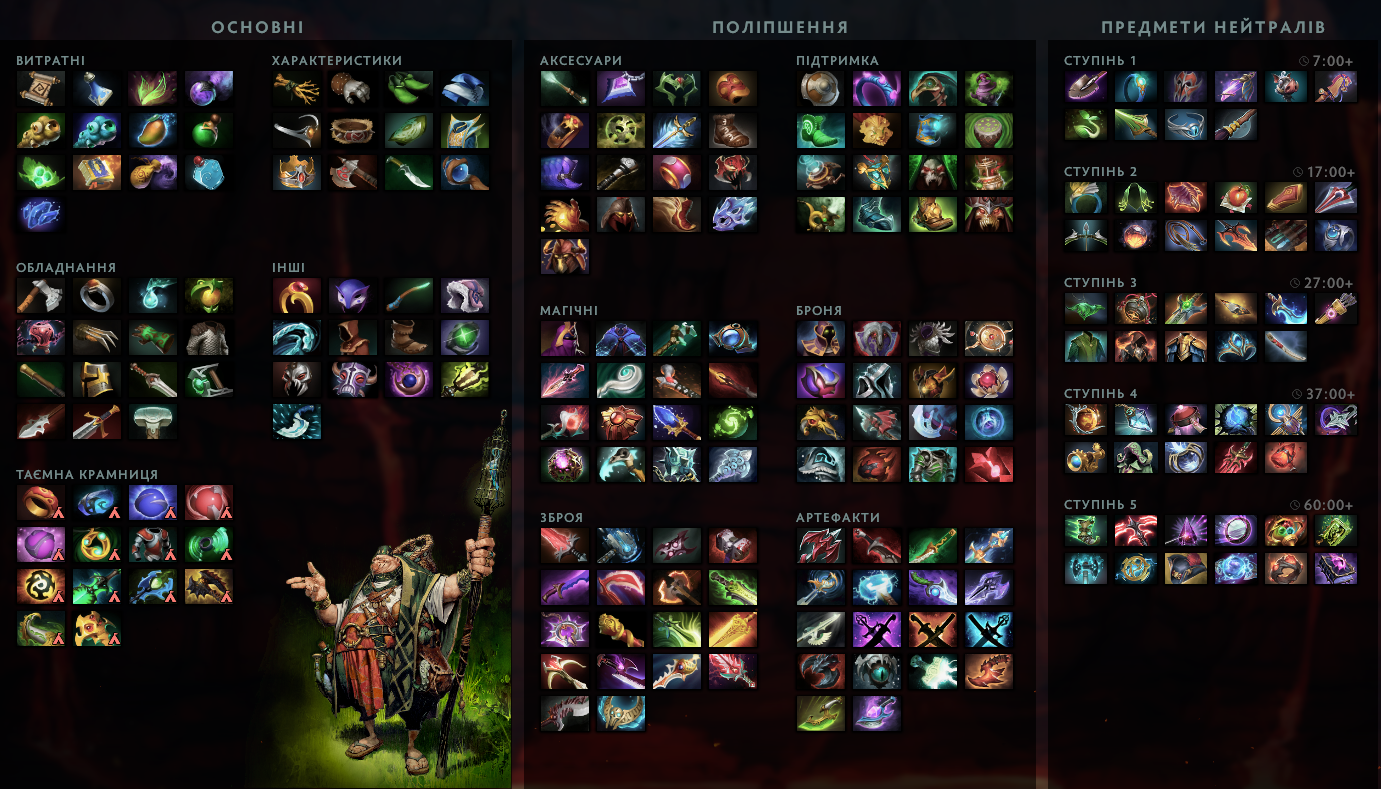 ОСНОВНІ
ВИТРАТНІ
ХАРАКТЕРИСТИКИ
ОБЛАДНАННЯ
ІНШІ
ТАЄМНА КРАМНИЦЯ
ПОЛІПШЕННЯ
АКСЕСУАРИ
ПІДТРИМКА
МАГІЧНІ
БРОНЯ
ЗБРОЯ
АРТЕФАКТИ
ПРЕДМЕТИ НЕЙТРАЛІВ
СТУПІНЬ 1 7:00+
СТУПІНЬ 2 17:00+
СТУПІНЬ 3 27:00+
СТУПІНЬ 4 37:00+
СТУПІНЬ 5 60:00+